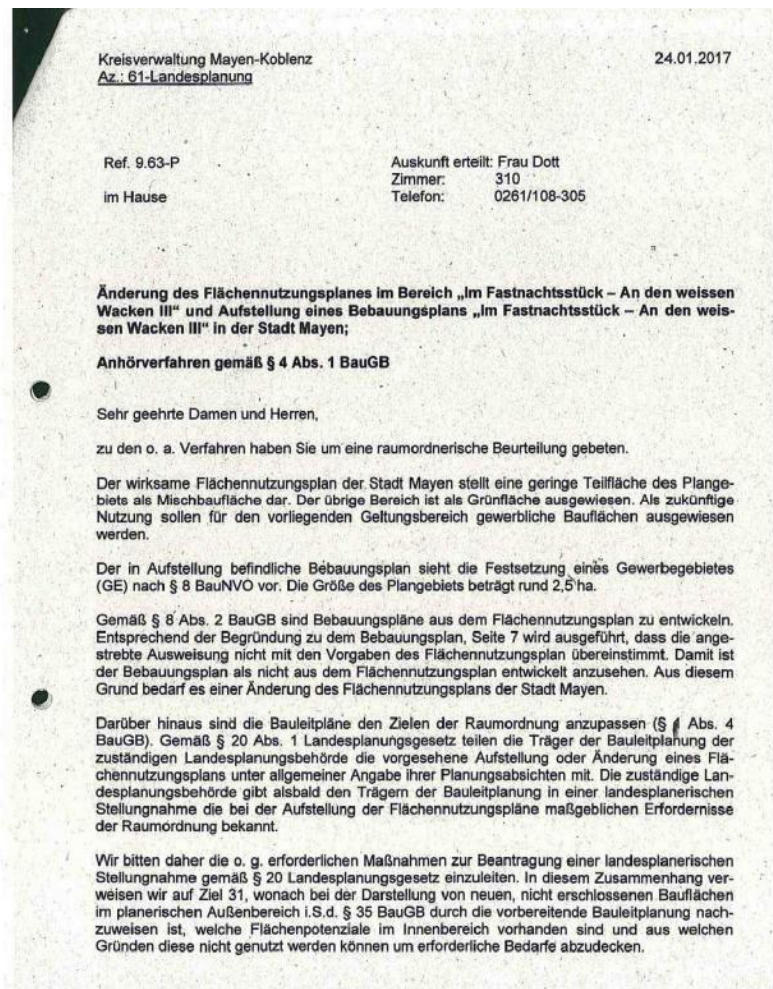 Kreisverwaltung Mayen-Koblenz 24.01.2017
Az.: 61-Landesplanung
Ref. 9.63-P Auskunft erteilt: Frau Dott
Zimmer: 310
im Hause Telefon: 0261/108-305
Änderung des Flächennutzungsplanes im Bereich „Im Fastnachtsstück – An den weissen
Wacken III" und Aufstellung eines Bebauungsplans „Im Fastnachtsstück – An den weis-
sen Wacken III" in der Stadt Mayen;
Anhörverfahren gemäß § 4 Abs. 1 BauGB
Sehr geehrte Damen und Herren,
zu den o. a. Verfahren haben Sie um eine raumordnerische Beurteilung gebeten.
Der wirksame Flächennutzungsplan der Stadt Mayen stellt eine geringe Teilfläche des Plange-
biets als Mischbaufläche dar. Der übrige Bereich ist als Grünfläche ausgewiesen. Als zukünftige
Nutzung sollen für den vorliegenden Geltungsbereich gewerbliche Bauflächen ausgewiesen
werden.
Der in Aufstellung befindliche Bebauungsplan sieht die Festsetzung eines Gewerbegebietes
(GE) nach § 8 BauNVO vor. Die Größe des Plangebiets beträgt rund 2,5 ha.
Gemäß § 8 Abs. 2 BauGB sind Bebauungspläne aus dem Flächennutzungsplan zu entwickeln.
Entsprechend der Begründung zu dem Bebauungsplan, Seite 7 wird ausgeführt, dass die ange-
strebte Ausweisung nicht mit den Vorgaben des Flächennutzungsplan übereinstimmt. Damit ist
der Bebauungsplan als nicht aus dem Flächennutzungsplan entwickelt anzusehen. Aus diesem
Grund bedarf es einer Änderung des Flächennutzungsplans der Stadt Mayen.
Darüber hinaus sind die Bauleitpläne den Zielen der Raumordnung anzupassen (§ 1 Abs. 4
BauGB). Gemäß § 20 Abs. 1 Landesplanungsgesetz teilen die Träger der Bauleitplanung der
zuständigen Landesplanungsbehörde die vorgesehene Aufstellung oder Änderung eines Flä-
chennutzungsplans unter allgemeiner Angabe ihrer Planungsabsichten mit. Die zuständige Lan-
desplanungsbehörde gibt alsbald den Trägern der Bauleitplanung in einer landesplanerischen
Stellungnahme die bei der Aufstellung der Flächennutzungspläne maßgeblichen Erfordernisse
der Raumordnung bekannt.
Wir bitten daher die o. g. erforderlichen Maßnahmen zur Beantragung einer landesplanerischen
Stellungnahme gemäß § 20 Landesplanungsgesetz einzuleiten. In diesem Zusammenhang ver-
weisen wir auf Ziel 31, wonach bei der Darstellung von neuen, nicht erschlossenen Bauflächen
im planerischen Außenbereich i.S.d. § 35 BauGB durch die vorbereitende Bauleitplanung nach-
zuweisen ist, welche Flächenpotenziale im Innenbereich vorhanden sind und aus welchen
Gründen diese nicht genutzt werden können um erforderliche Bedarfe abzudecken.